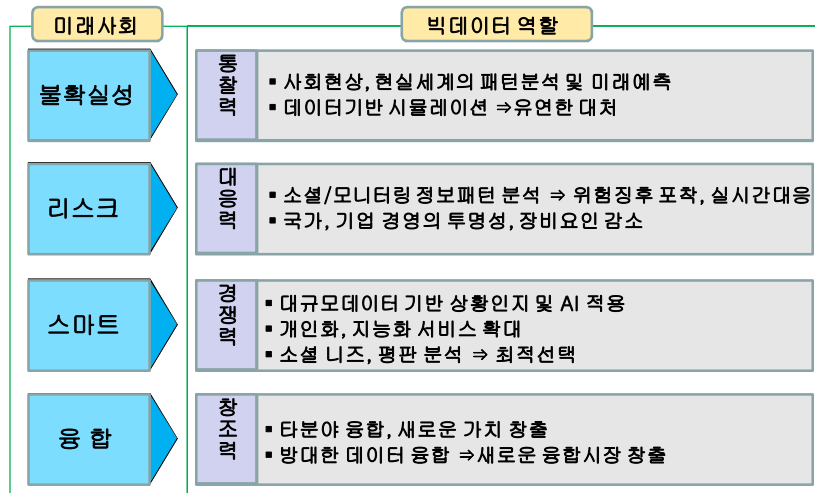 미래사회
빅데이터 역할
불확실성
통찰력
▪ 사회현상, 현실세계의 패턴분석 및 미래예측
▪ 데이터기반 시뮬레이션 ⇒유연한 대처
리스크
대응력
▪ 소셜/모니터링 정보패턴 분석 ⇒ 위험징후 포착, 실시간대응
▪ 국가, 기업 경영의 투명성, 장비요인 감소
스마트
경쟁력
▪ 대규모데이터 기반 상황인지 및 AI 적용
▪ 개인화, 지능화 서비스 확대
▪ 소셜 니즈, 평판 분석 ⇒ 최적선택
융 합
창조력
▪ 타분야 융합, 새로운 가치 창출
▪ 방대한 데이터 융합 ⇒새로운 융합시장 창출